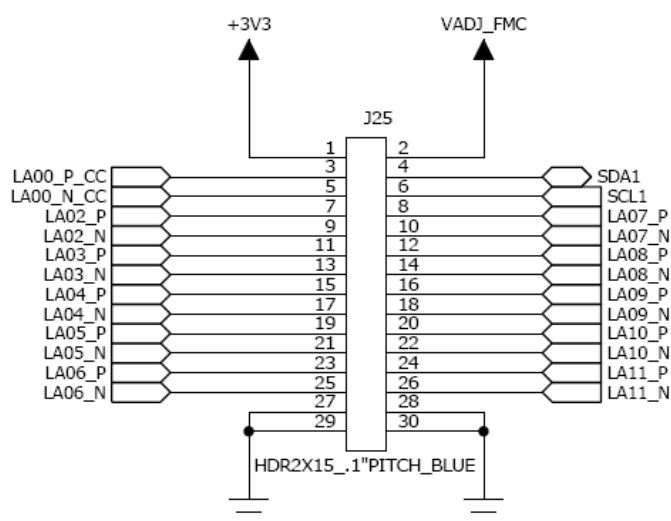 +3V3 VADJ_FMC
J25
1 2
LA00_P_CC 3 4 SDA1
LA00_N_CC 5 6 SCL1
LA02_P 7 8 LA07_P
LA02_N 9 10 LA07_N
LA03_P 11 12 LA08_P
LA03_N 13 14 LA08_N
LA04_P 15 16 LA09_P
LA04_N 17 18 LA09_N
LA05_P 19 20 LA10_P
LA05_N 21 22 LA10_N
LA06_P 23 24 LA11_P
LA06_N 25 26 LA11_N
27 28
29 30
HDR2X15_.1"PITCH_BLUE